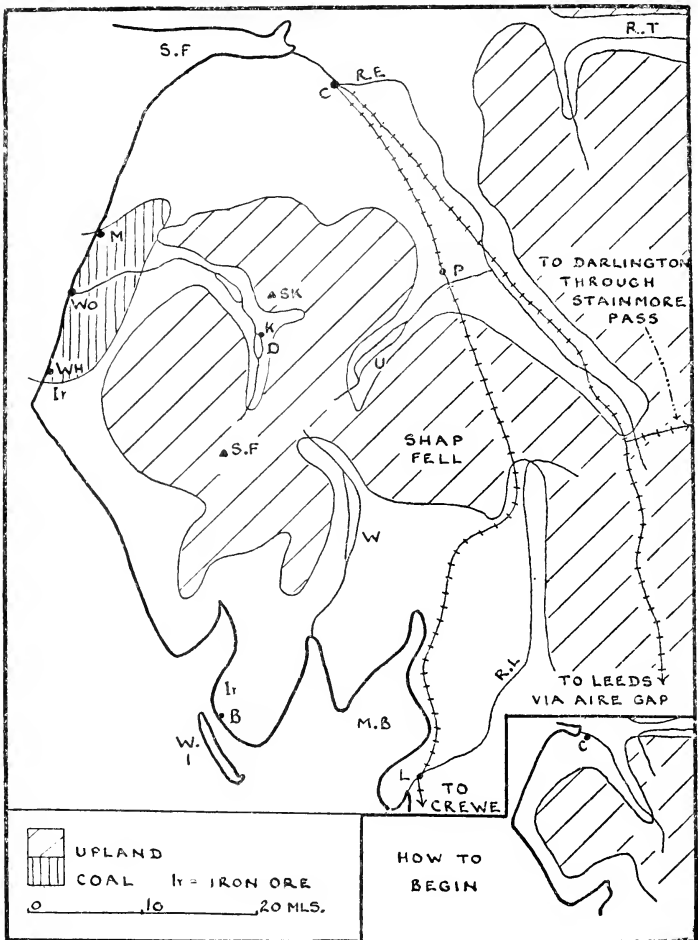 S.F
R.T
R.E
C
M
TO DARLINGTON
THROUGH
STAINMORE
PASS
SK
P
WO
K
D
WH
U
Ir
S.F
SHAP
FELL
W
R.L
TO LEEDS
VIA AIRE GAP
Ir
B
M.B
W.
I
C
L
TO
CREWE
UPLAND
COAL Ir = IRON ORE
0 10 20 MLS.
HOW TO
BEGIN